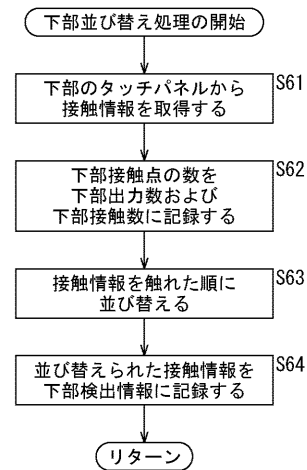 下部並び替え処理の開始
S61
下部のタッチパネルから
接触情報を取得する
S62
下部接触点の数を
下部出力数および
下部接触数に記録する
S63
接触情報を触れた順に
並び替える
S64
並び替えられた接触情報を
下部検出情報に記録する
リターン